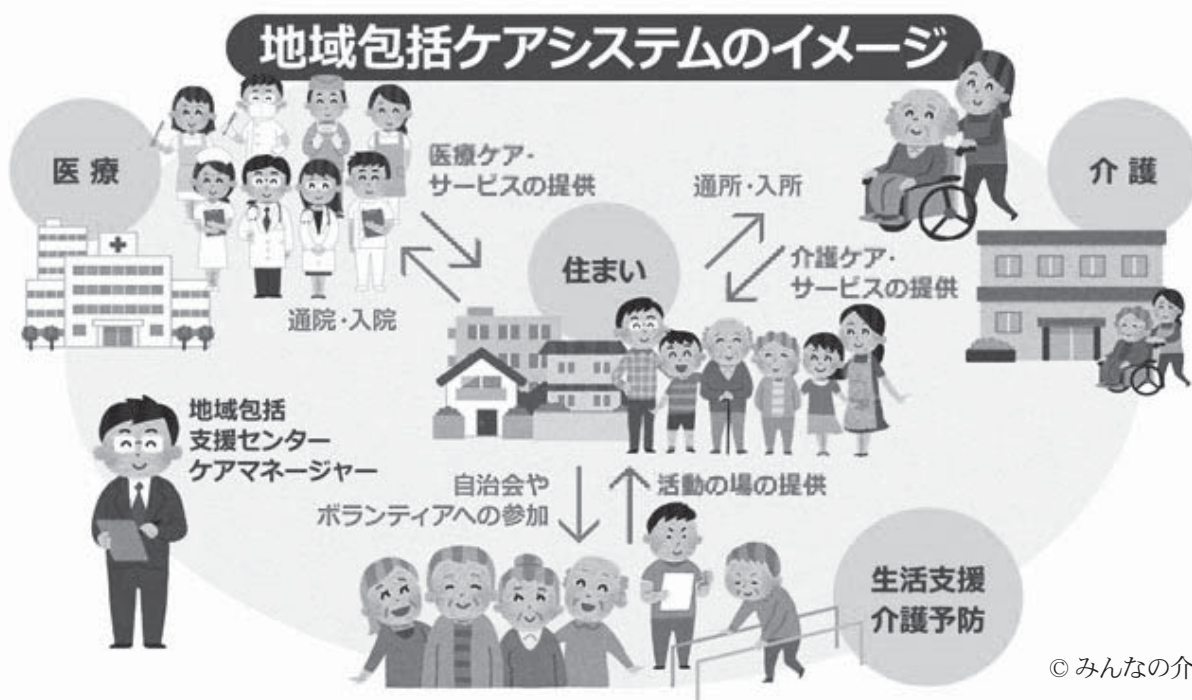 地域包括ケアシステムのイメージ
医療
医療ケア・
サービスの提供
通院・入院
住まい
通所・入所
介護ケア・
サービスの提供
介護
地域包括
支援センター
ケアマネージャー
自治会や
ボランティアへの参加
活動の場の提供
生活支援
介護予防
© みんなの介